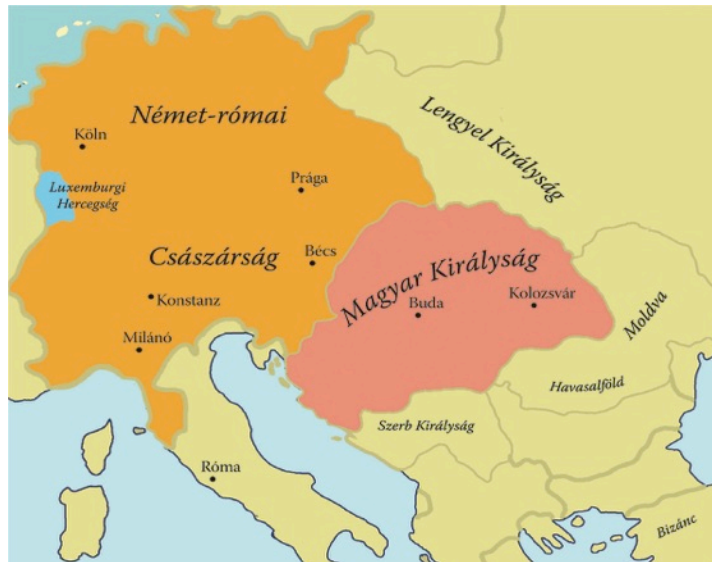 Német-római
Köln
Lengyel Királyság
Prága
Luxemburgi
Hercegség
Császárság
Bécs
Magyar Királyság
Konstanz
Buda
Kolozsvár
Moldva
Milánó
Havasalföld
Szerb Királyság
Róma
Bizánc